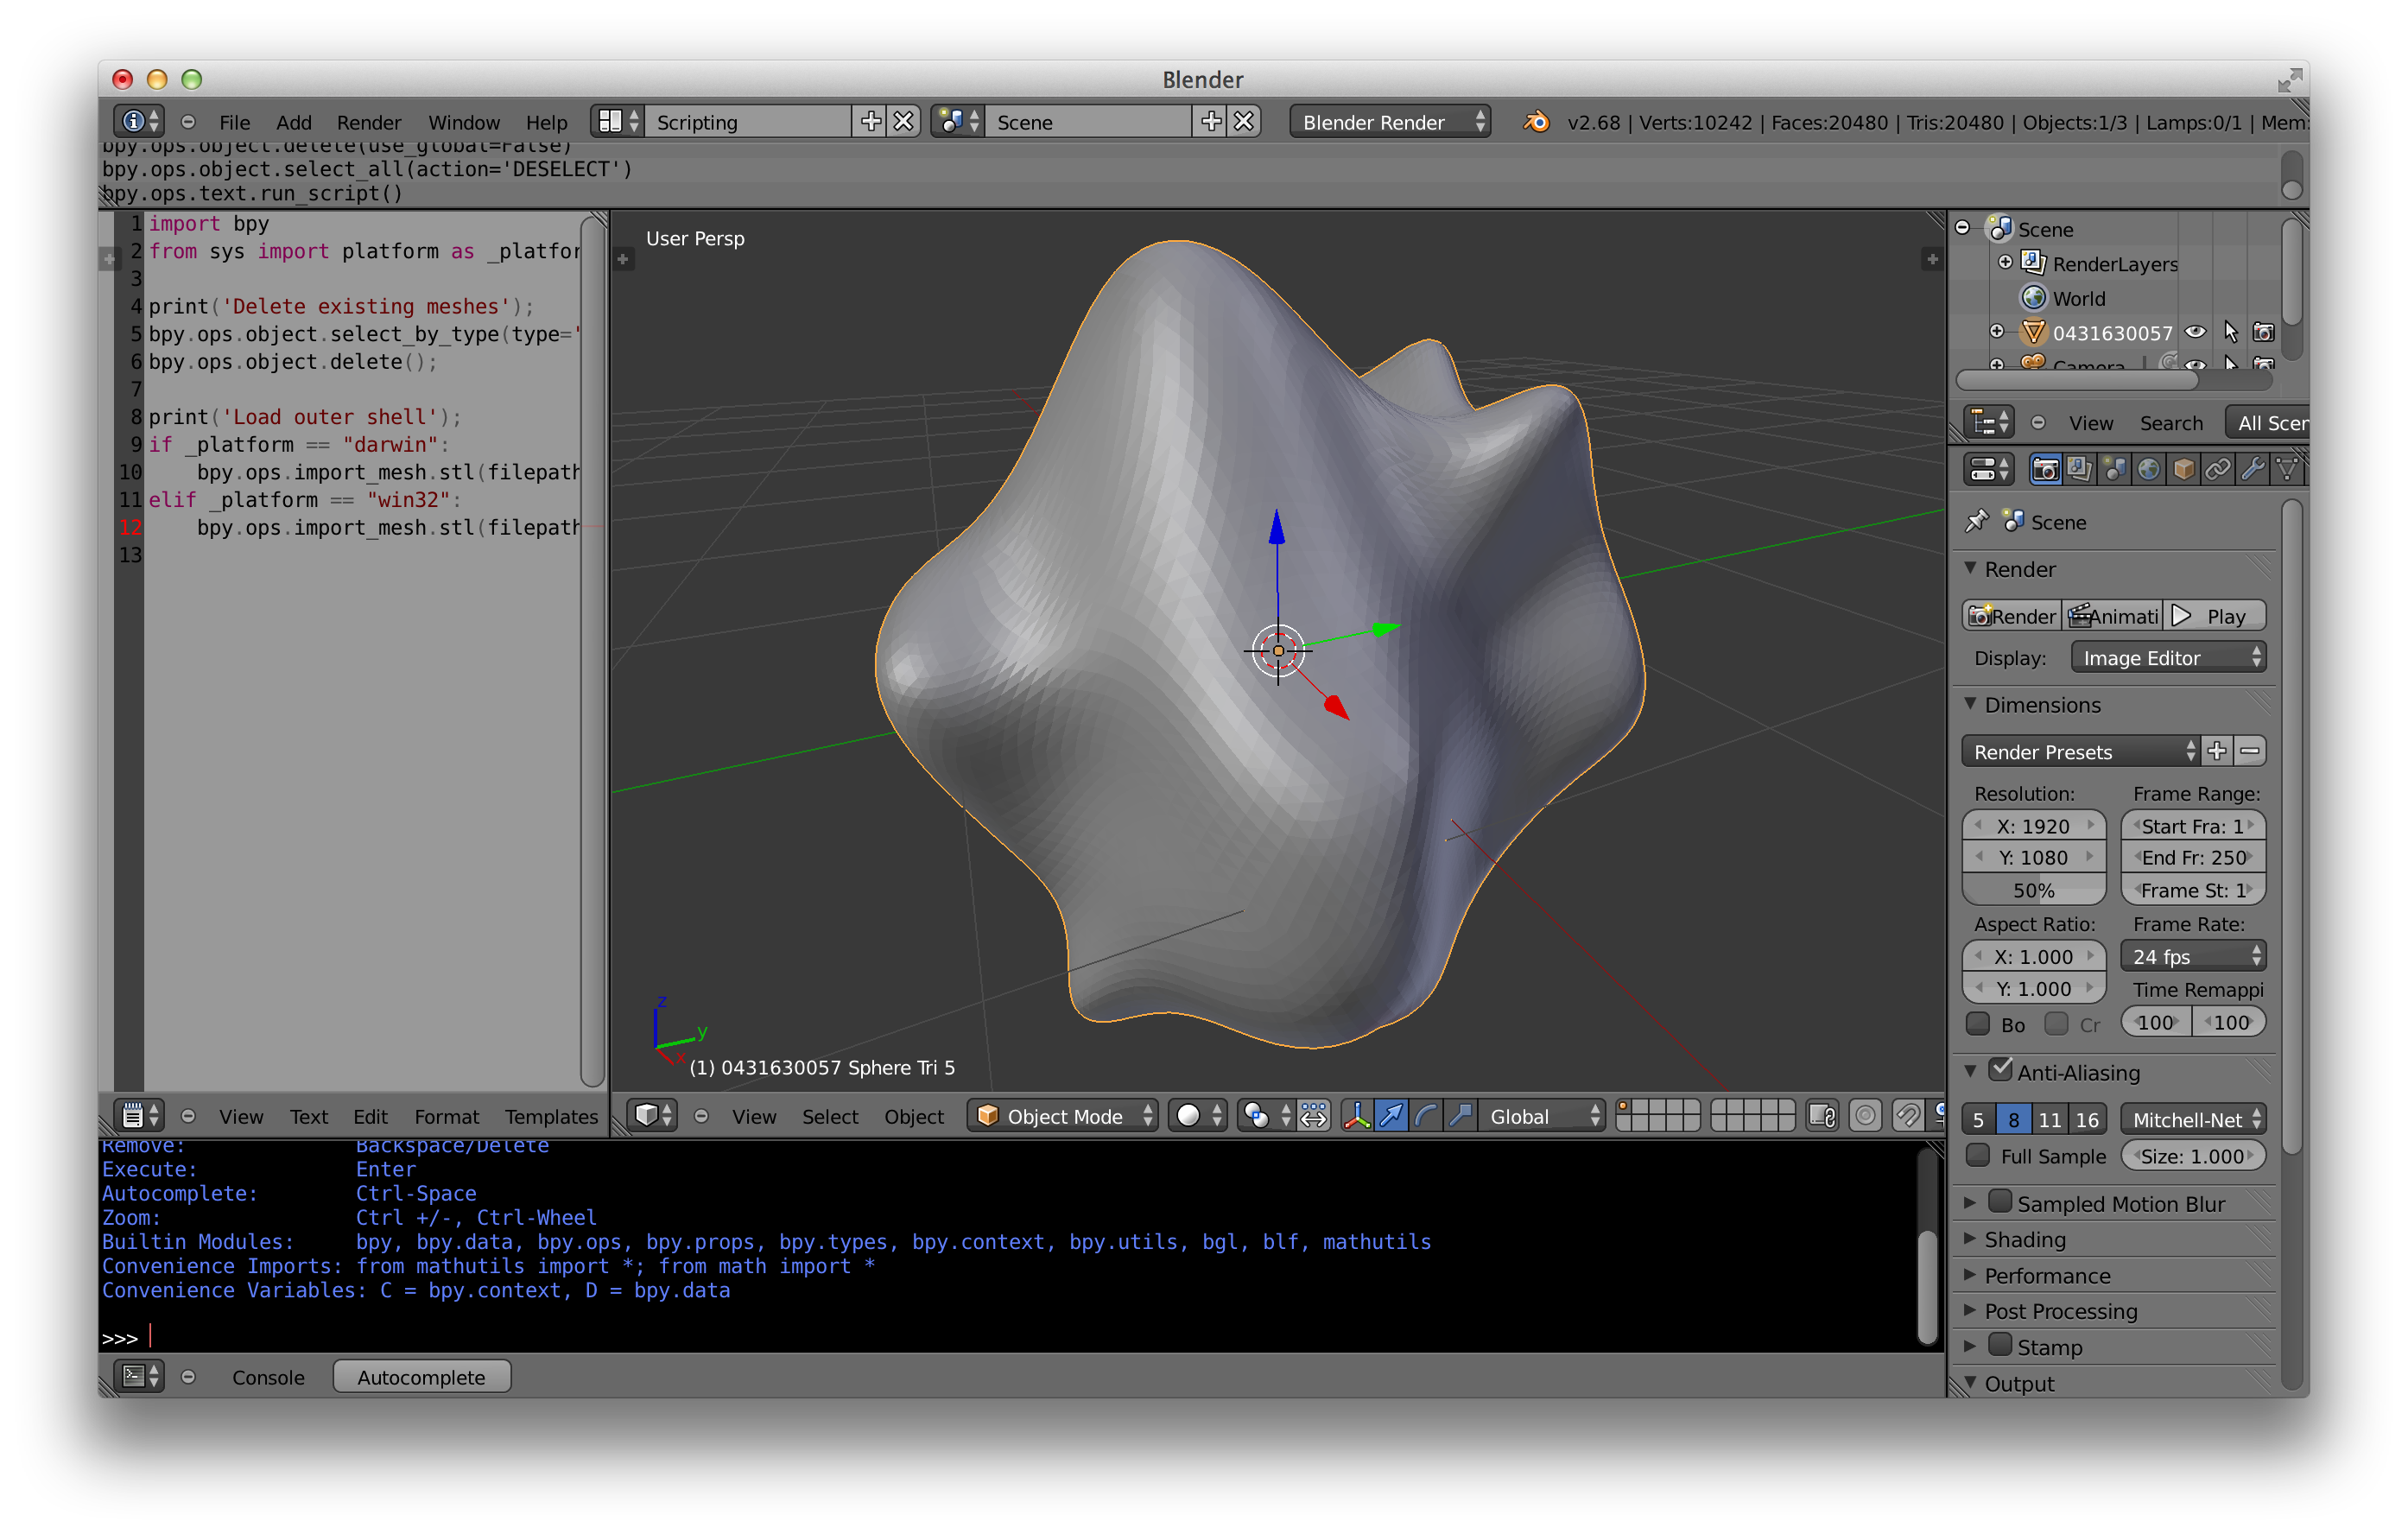 Blender
File Add Render Window Help Scripting Scene Blender Render v2.68 | Verts:10242 | Faces:20480 | Tris:20480 | Objects:1/3 | Lamps:0/1 | Mem:
bpy.ops.object.delete(use_global=False)
bpy.ops.object.select_all(action='DESELECT')
bpy.ops.text.run_script()
1 import bpy
2 from sys import platform as _platfor
3
4 print('Delete existing meshes');
5 bpy.ops.object.select_by_type(type='
6 bpy.ops.object.delete();
7
8 print('Load outer shell');
9 if _platform == "darwin":
10 bpy.ops.import_mesh.stl(filepath
11 elif _platform == "win32":
12 bpy.ops.import_mesh.stl(filepath
13
View Text Edit Format Templates
User Persp
z
y
x
(1) 0431630057 Sphere Tri 5
View Select Object Object Mode Global
Scene
RenderLayers
World
0431630057
Camera
View Search All Scer
Scene
Render
Render Animati Play
Display: Image Editor
Dimensions
Render Presets
Resolution: Frame Range:
X: 1920 Start Fra: 1
Y: 1080 End Fr: 250
50% Frame St: 1
Aspect Ratio: Frame Rate:
X: 1.000 24 fps
Y: 1.000 Time Remappi
Bo Cr 100 100
Anti-Aliasing
5 8 11 16 Mitchell-Net
Full Sample Size: 1.000
Sampled Motion Blur
Shading
Performance
Post Processing
Stamp
Output
Remove: Backspace/Delete
Execute: Enter
Autocomplete: Ctrl-Space
Zoom: Ctrl +/-, Ctrl-Wheel
Builtin Modules: bpy, bpy.data, bpy.ops, bpy.props, bpy.types, bpy.context, bpy.utils, bgl, blf, mathutils
Convenience Imports: from mathutils import *; from math import *
Convenience Variables: C = bpy.context, D = bpy.data
>>>
Console Autocomplete